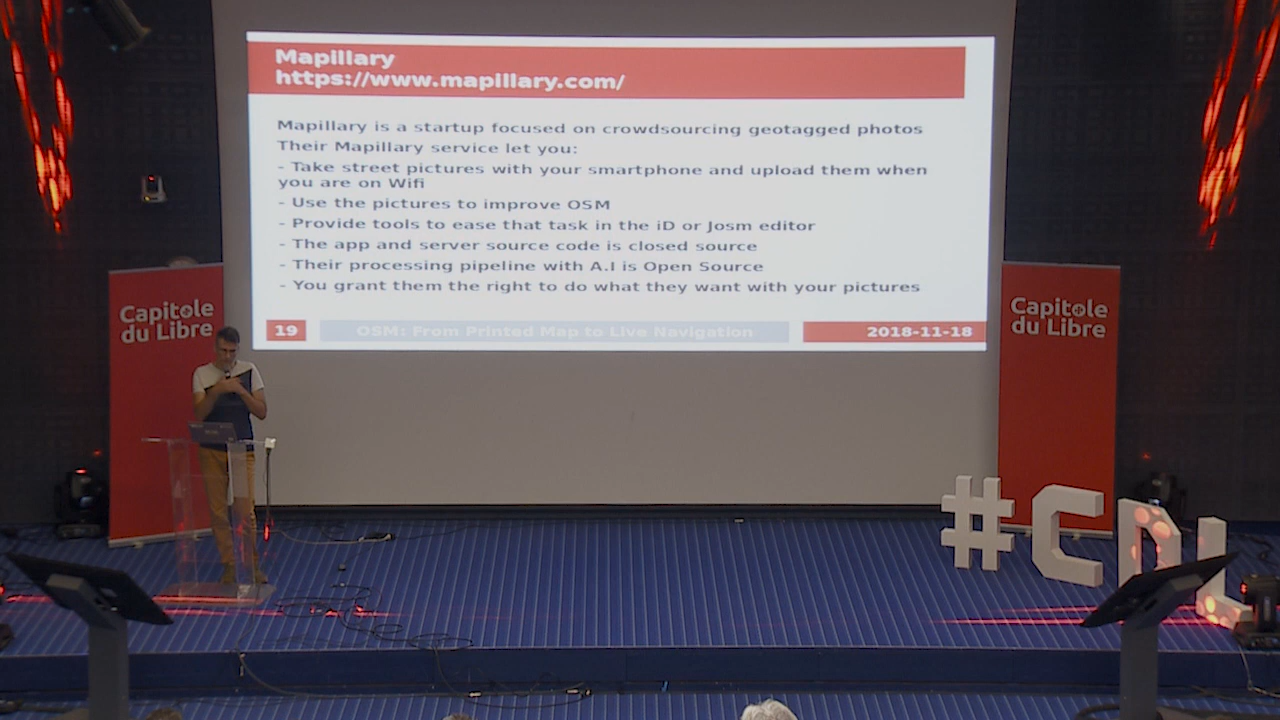 Mapillary
https://www.mapillary.com/
Mapillary is a startup focused on crowdsourcing geotagged photos
Their Mapillary service let you:
- Take street pictures with your smartphone and upload them when
you are on Wifi
- Use the pictures to improve OSM
- Provide tools to ease that task in the iD or Josm editor
- The app and server source code is closed source
- Their processing pipeline with A.I is Open Source
- You grant them the right to do what they want with your pictures
19
OSM: From Printed Map to Live Navigation
2018-11-18
Capitole
du Libre
Capitole
du Libre
#CDL